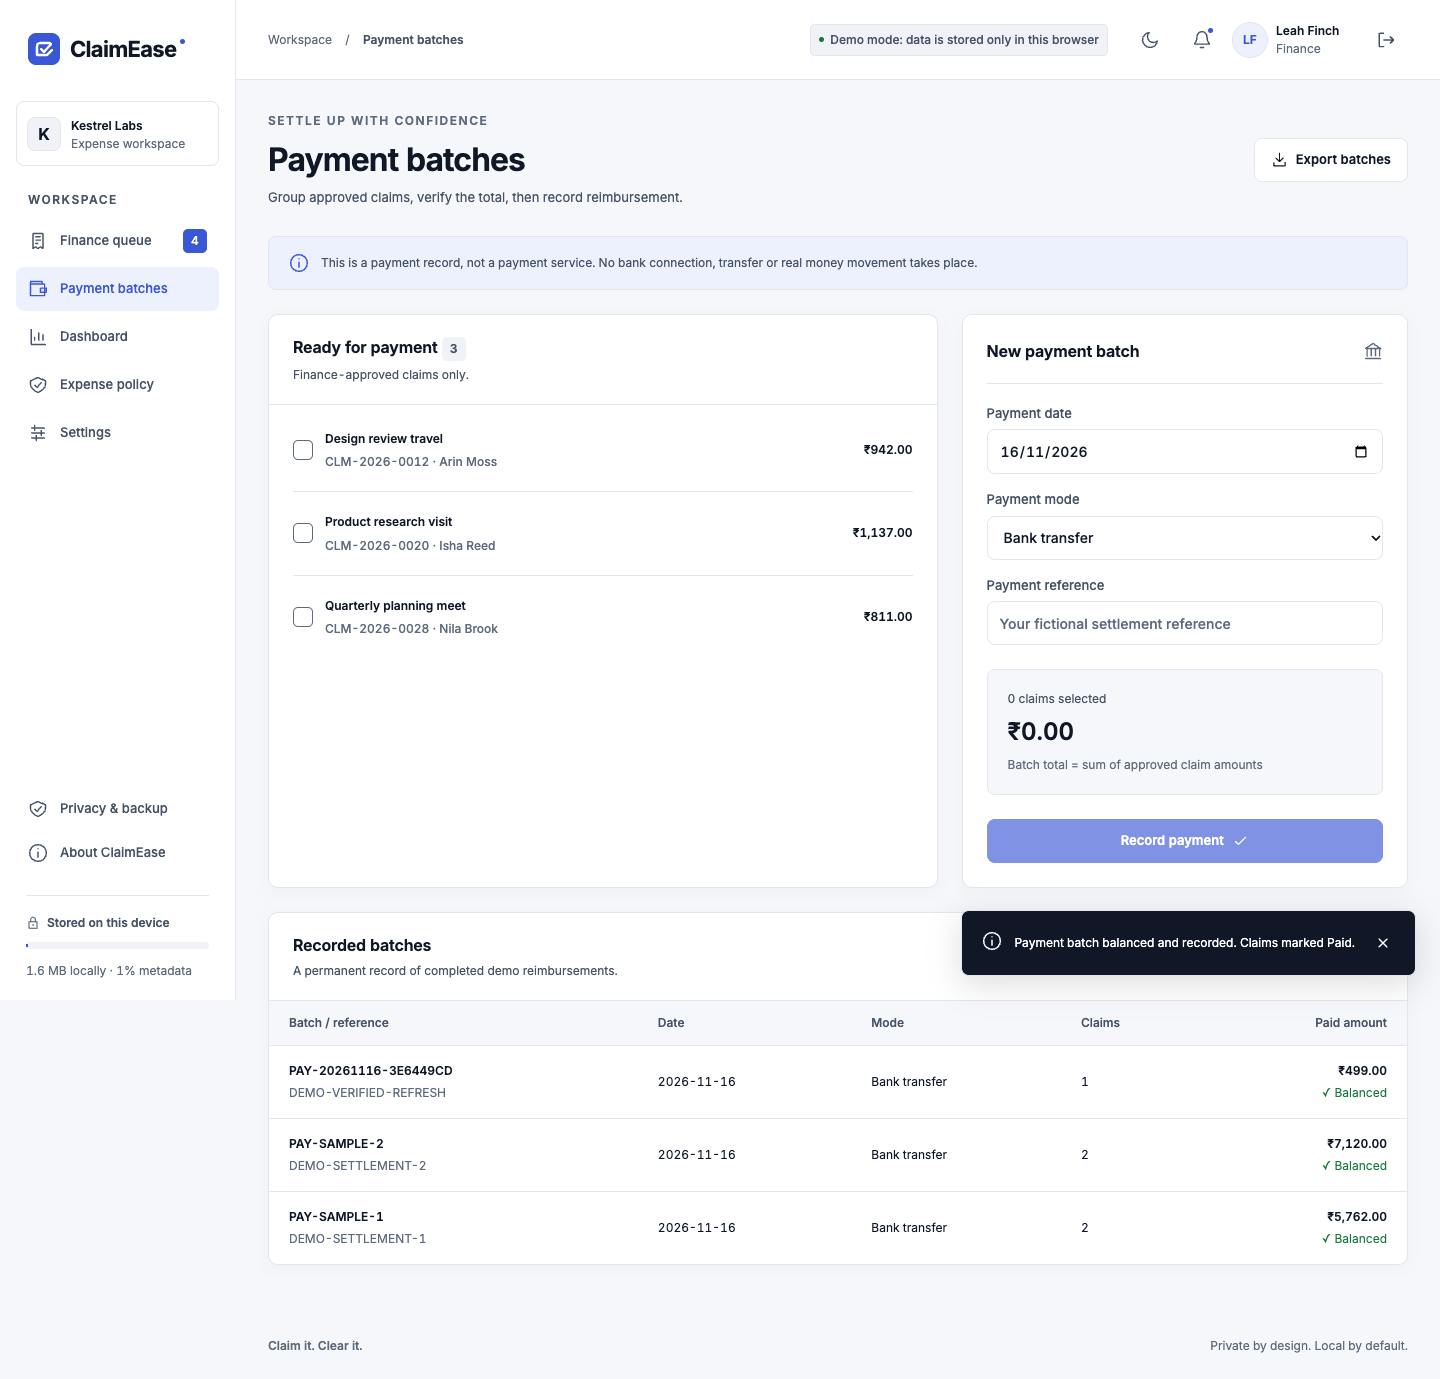 ClaimEase
K
Kestrel Labs
Expense workspace
WORKSPACE
Finance queue 4
Payment batches
Dashboard
Expense policy
Settings
Privacy & backup
About ClaimEase
Stored on this device
1.6 MB locally · 1% metadata
Workspace / Payment batches
Demo mode: data is stored only in this browser
LF
Leah Finch
Finance
SETTLE UP WITH CONFIDENCE
Payment batches
Group approved claims, verify the total, then record reimbursement.
Export batches
This is a payment record, not a payment service. No bank connection, transfer or real money movement takes place.
Ready for payment 3
Finance-approved claims only.
Design review travel
CLM-2026-0012 · Arin Moss
₹942.00
Product research visit
CLM-2026-0020 · Isha Reed
₹1,137.00
Quarterly planning meet
CLM-2026-0028 · Nila Brook
₹811.00
New payment batch
Payment date
16/11/2026
Payment mode
Bank transfer
Payment reference
Your fictional settlement reference
0 claims selected
₹0.00
Batch total = sum of approved claim amounts
Record payment ✓
Recorded batches
A permanent record of completed demo reimbursements.
Payment batch balanced and recorded. Claims marked Paid.
Batch / reference Date Mode Claims Paid amount
PAY-20261116-3E6449CD 2026-11-16 Bank transfer 1 ₹499.00
DEMO-VERIFIED-REFRESH ✓ Balanced
PAY-SAMPLE-2 2026-11-16 Bank transfer 2 ₹7,120.00
DEMO-SETTLEMENT-2 ✓ Balanced
PAY-SAMPLE-1 2026-11-16 Bank transfer 2 ₹5,762.00
DEMO-SETTLEMENT-1 ✓ Balanced
Claim it. Clear it.
Private by design. Local by default.